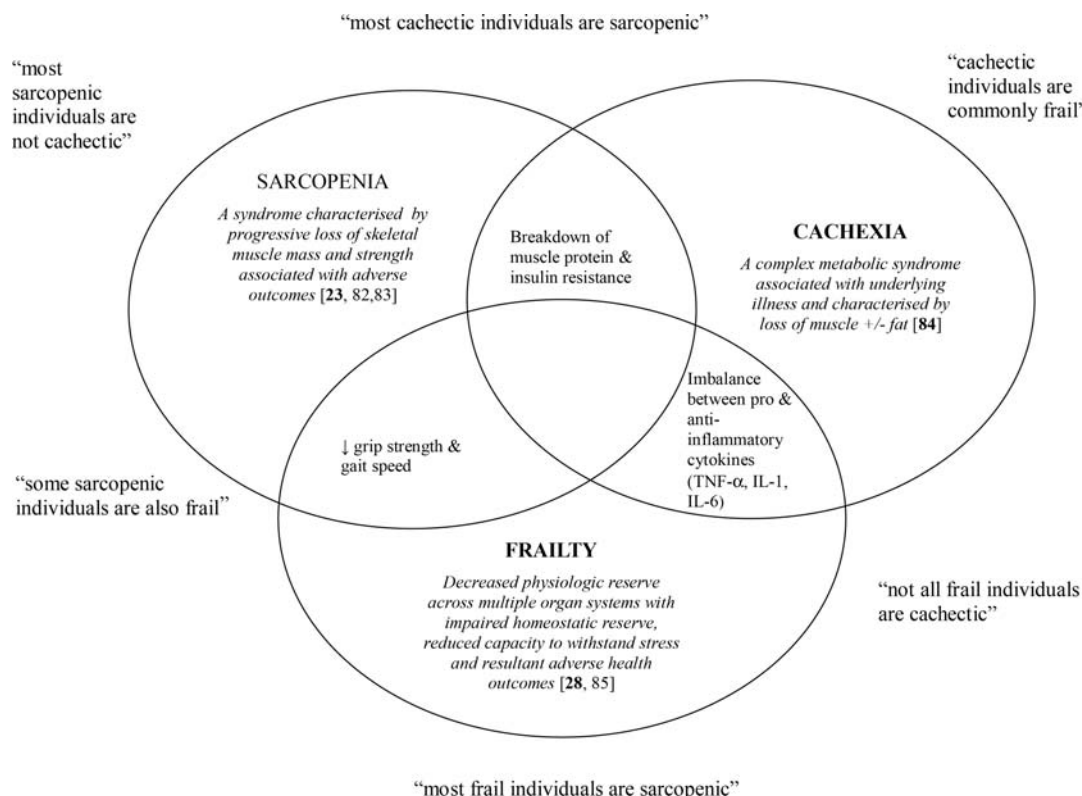 “most cachectic individuals are sarcopenic”
“most
sarcopenic
individuals are
not cachectic”
“cachectic
individuals are
commonly frail”
SARCOPENIA
A syndrome characterised by
progressive loss of skeletal
muscle mass and strength
associated with adverse
outcomes [23, 82,83]
Breakdown of
muscle protein &
insulin resistance
CACHEXIA
A complex metabolic syndrome
associated with underlying
illness and characterised by
loss of muscle +/- fat [84]
↓ grip strength &
gait speed
Imbalance
between pro &
anti-
inflammatory
cytokines
(TNF-α, IL-1,
IL-6)
“some sarcopenic
individuals are also frail”
FRAILTY
Decreased physiologic reserve
across multiple organ systems with
impaired homeostatic reserve,
reduced capacity to withstand stress
and resultant adverse health
outcomes [28, 85]
“not all frail individuals
are cachectic”
“most frail individuals are sarcopenic”